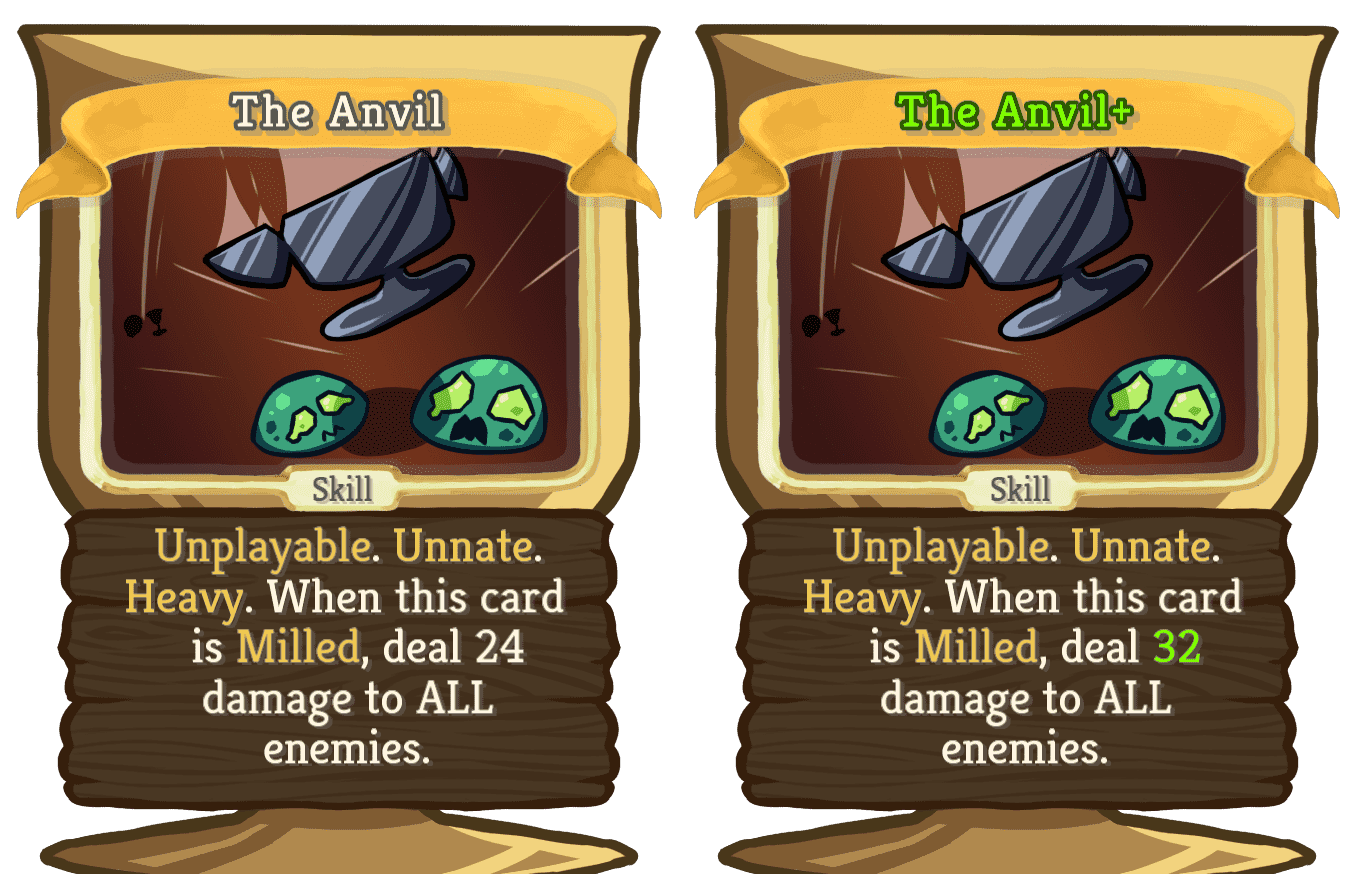 The Anvil
Skill
Unplayable. Unnate.
Heavy. When this card
is Milled, deal 24
damage to ALL
enemies.
The Anvil+
Skill
Unplayable. Unnate.
Heavy. When this card
is Milled, deal 32
damage to ALL
enemies.